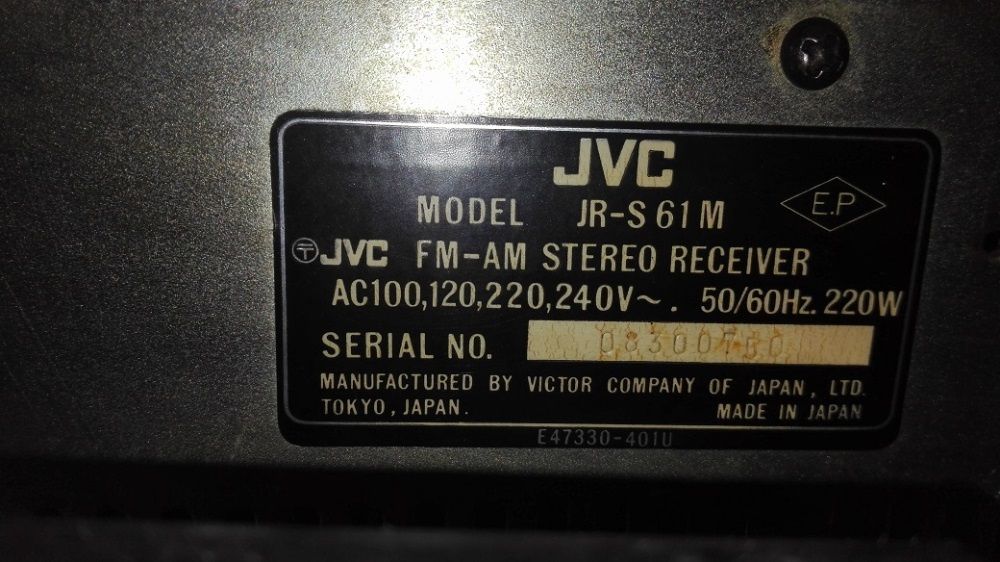 JVC
MODEL JR-S 61 M
E.P
〶JVC FM-AM STEREO RECEIVER
AC100,120,220,240V~. 50/60Hz. 220W
SERIAL NO.
MANUFACTURED BY VICTOR COMPANY OF JAPAN, LTD.
TOKYO, JAPAN. MADE IN JAPAN
E47330-401U